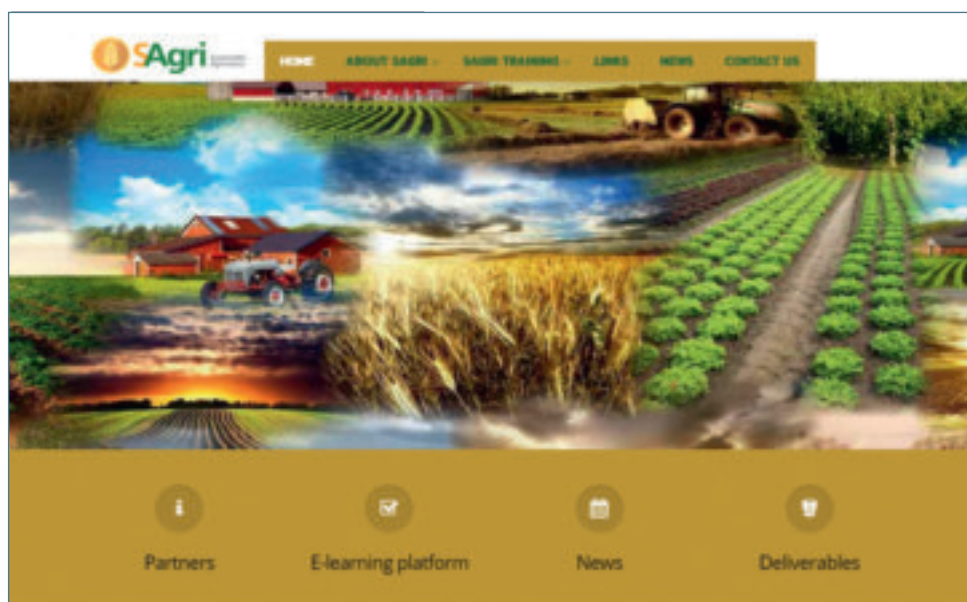 SAgri
HOME ABOUT SAGRI SAGRI TRAINING LINKS NEWS CONTACT US
Partners E-learning platform News Deliverables